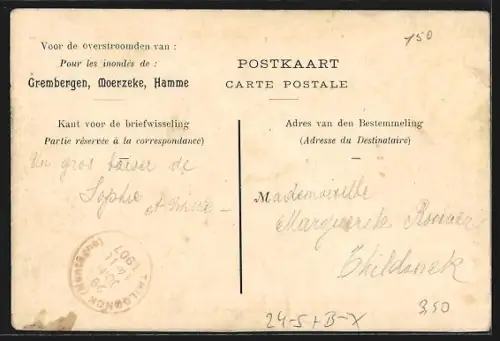 150
Voor de overstroomden van :
Pour les inondés de :
Grembergen, Moerzeke, Hamme
POSTKAART
CARTE POSTALE
Kant voor de briefwisseling
Partie réservée à la correspondance)
Adres van den Bestemmeling
(Adresse du Destinataire)
Un gros baiser de
Sophie
Mademoiselle
Marguerite
Thildonck
THILDONCK
1907
3,50
24-5+B-X